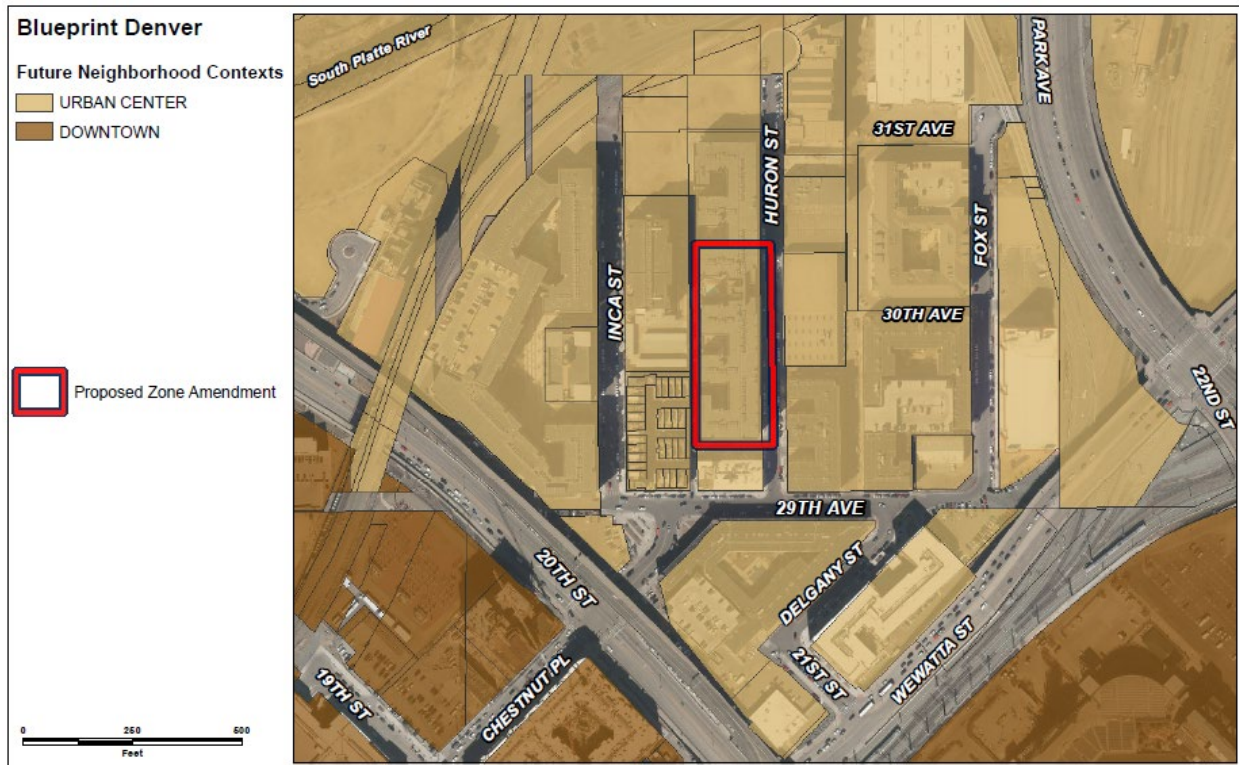 Blueprint Denver
Future Neighborhood Contexts
URBAN CENTER
DOWNTOWN
Proposed Zone Amendment
0 250 500
Feet
South Platte River
PARK AVE
31ST AVE
HURON ST
FOX ST
INCA ST
30TH AVE
22ND ST
29TH AVE
20TH ST
DELGANY ST
21ST ST
WEWATTA ST
19TH ST
CHESTNUT PL